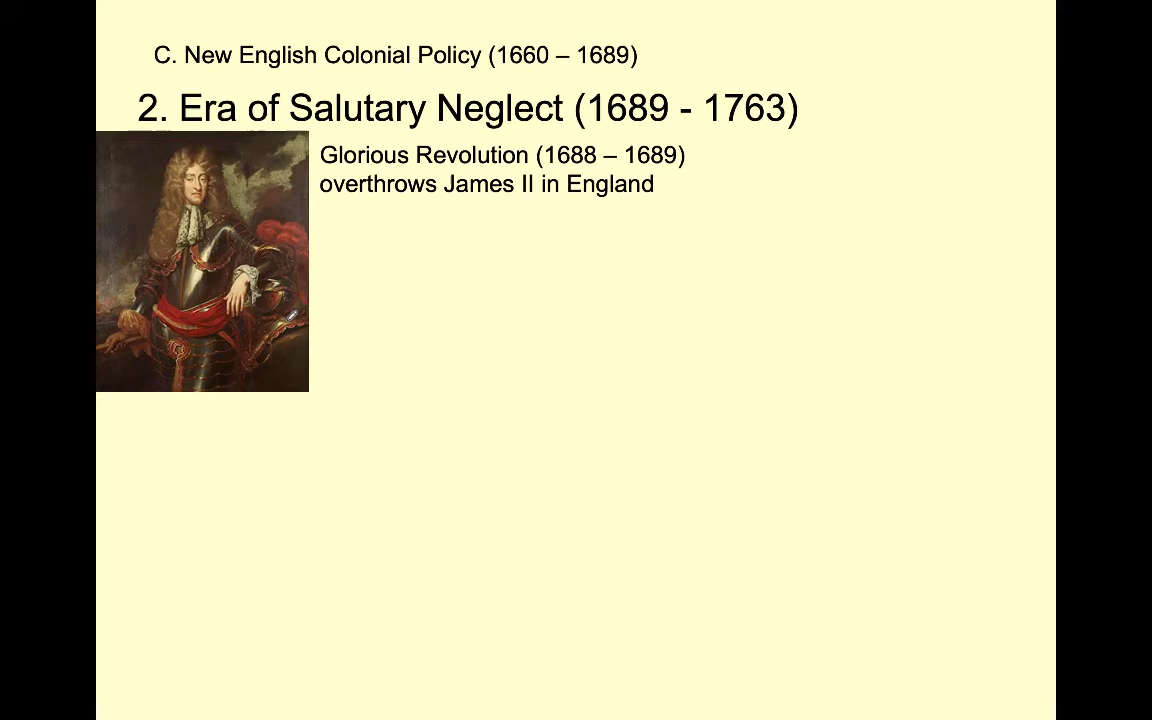 C. New English Colonial Policy (1660 – 1689)
2. Era of Salutary Neglect (1689 - 1763)
Glorious Revolution (1688 – 1689)
overthrows James II in England